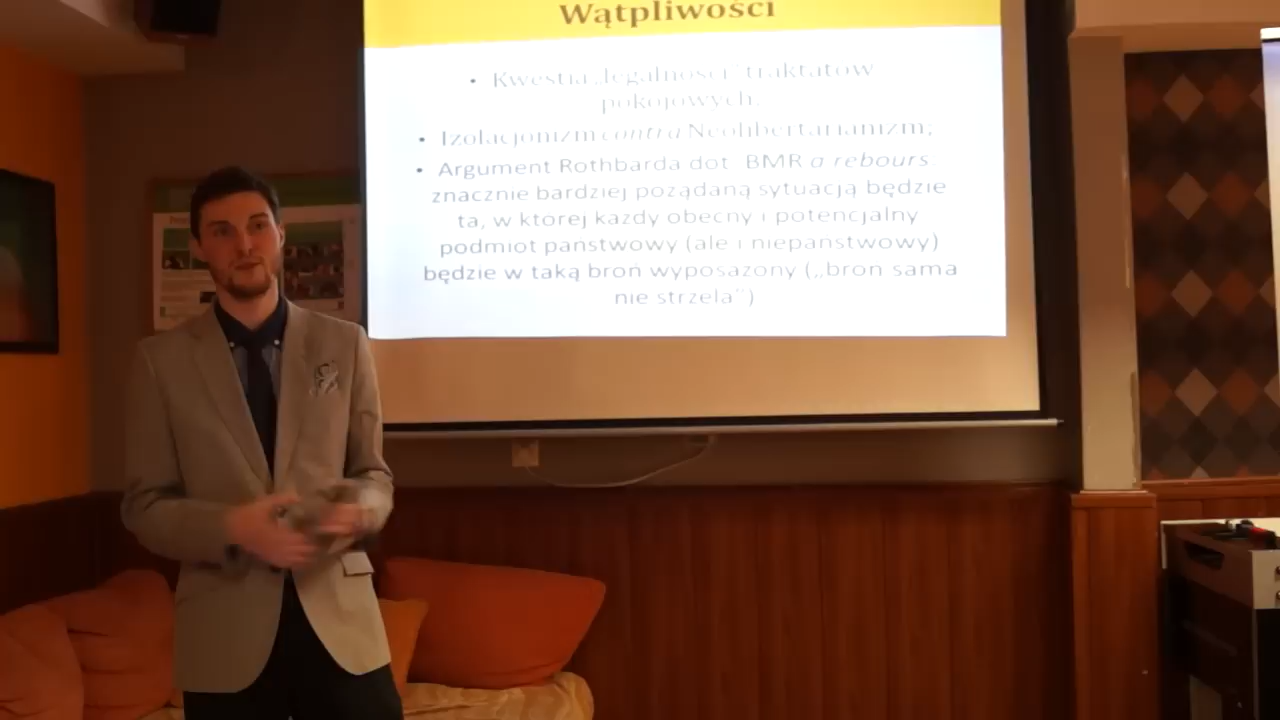 Wątpliwości
• Kwestia „legalności” traktatów
pokojowych.
• Izolacjonizm contra Neolibertarianizm;
• Argument Rothbarda dot BMR a rebours:
znacznie bardziej pożądaną sytuacją będzie
ta, w której każdy obecny i potencjalny
podmiot państwowy (ale i niepaństwowy)
będzie w taką broń wyposażony („broń sama
nie strzela”)